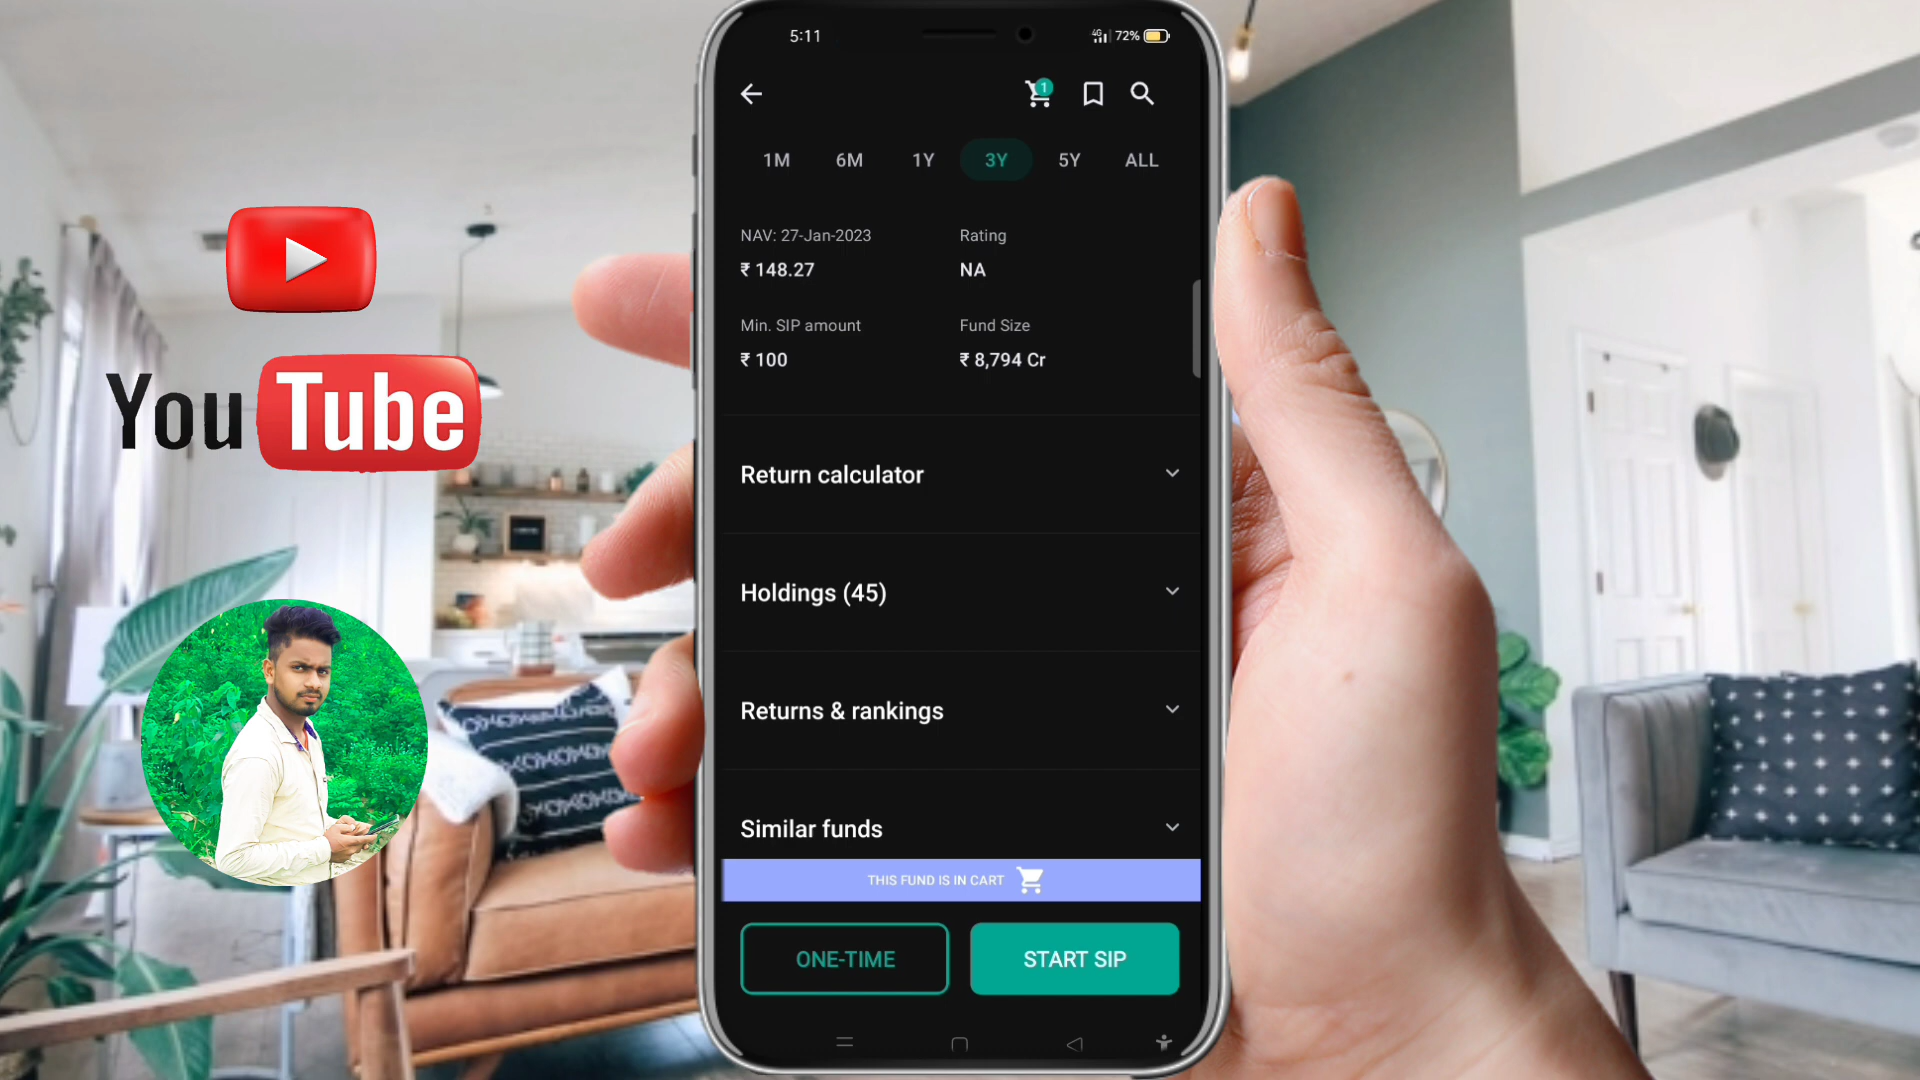 5:11
4G 72%
1
1M 6M 1Y 3Y 5Y ALL
NAV: 27-Jan-2023 Rating
₹ 148.27 NA
Min. SIP amount Fund Size
₹ 100 ₹ 8,794 Cr
YouTube
Return calculator
Holdings (45)
Returns & rankings
Similar funds
THIS FUND IS IN CART
ONE-TIME START SIP